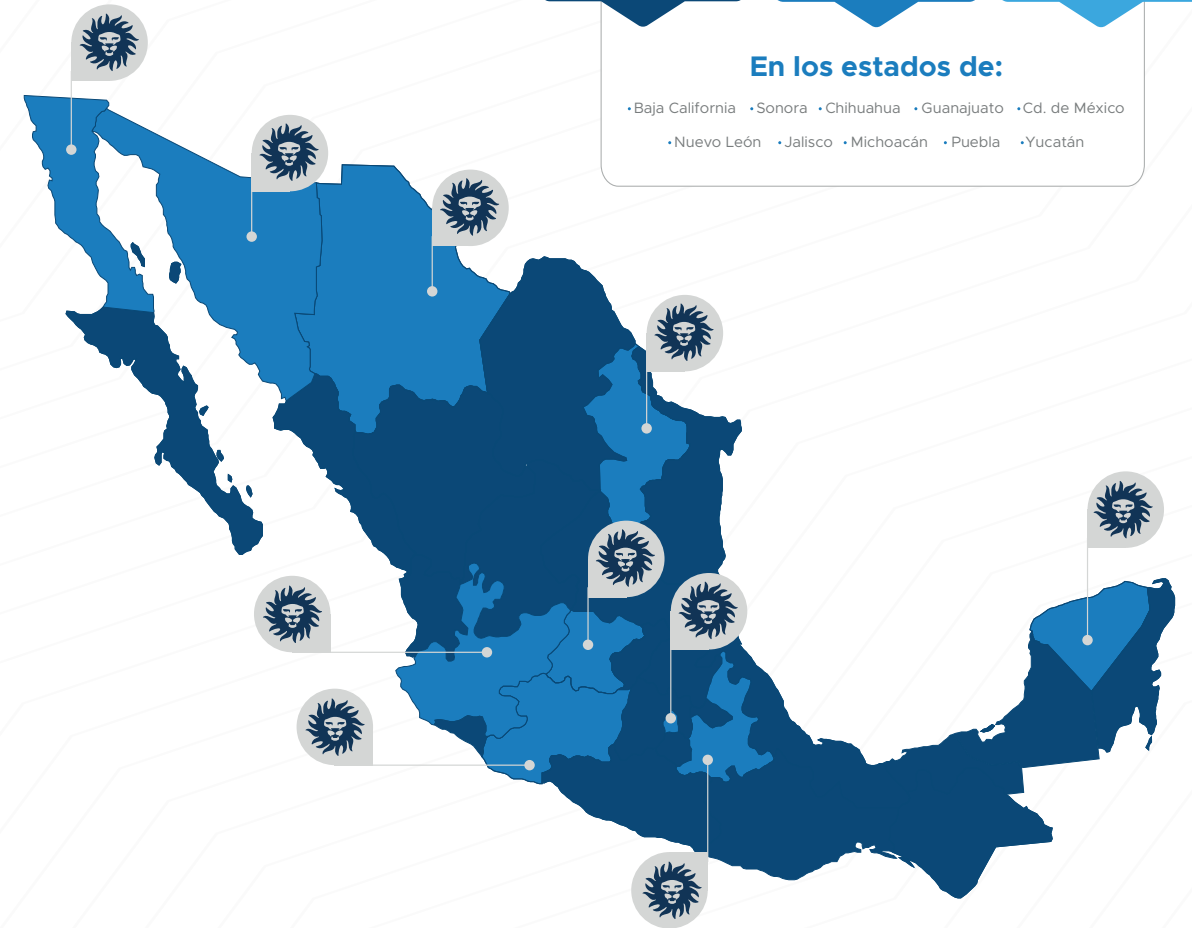 En los estados de:
• Baja California • Sonora • Chihuahua • Guanajuato • Cd. de México
• Nuevo León • Jalisco • Michoacán • Puebla • Yucatán